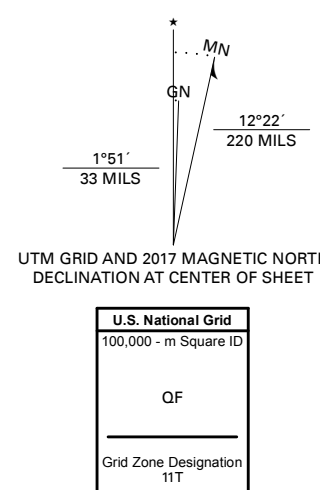 MN
GN
12°22´
220 MILS
1°51´
33 MILS
UTM GRID AND 2017 MAGNETIC NORTH
DECLINATION AT CENTER OF SHEET
U.S. National Grid
100,000 - m Square ID
QF
Grid Zone Designation
11T